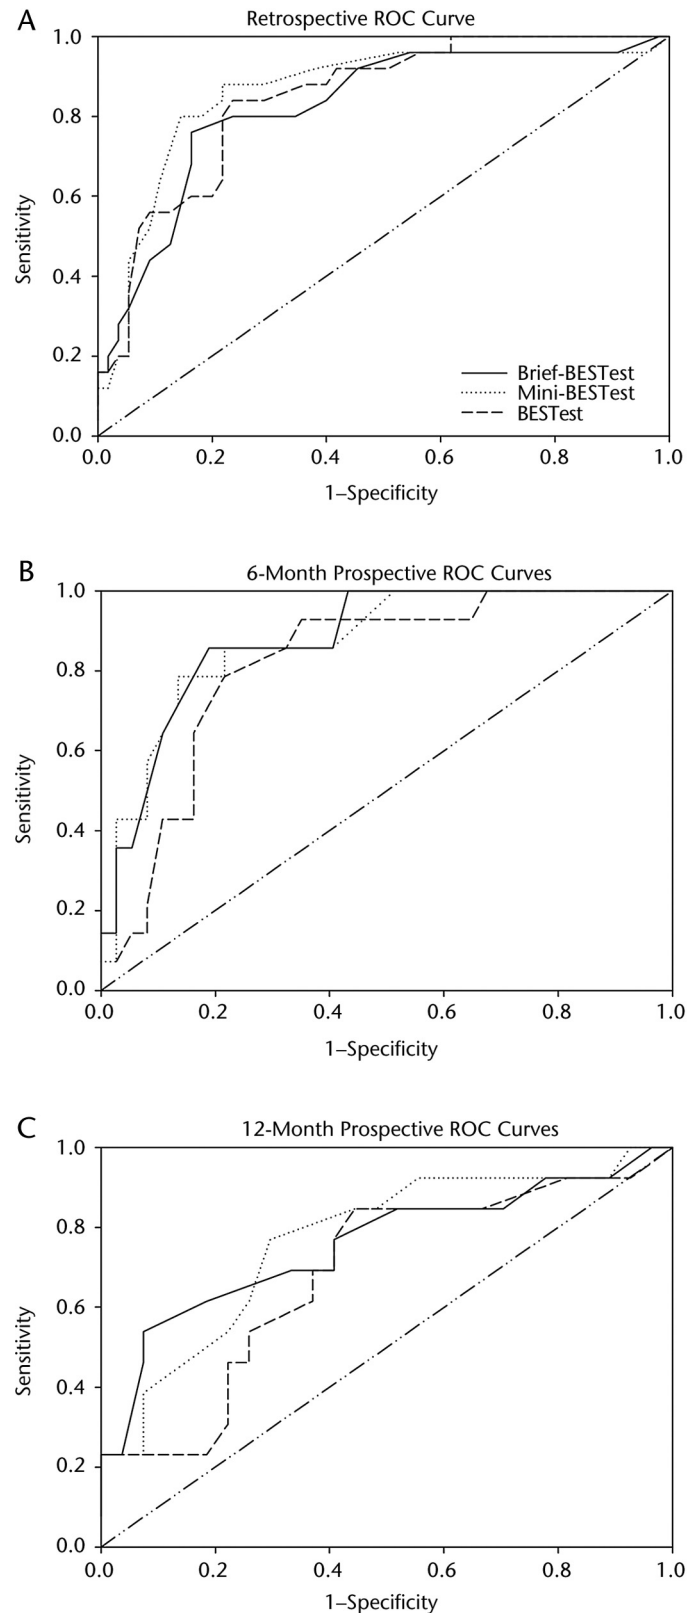 A
Retrospective ROC Curve
1.0
0.8
0.6
0.4
0.2
0.0
Sensitivity
Brief-BESTest
Mini-BESTest
BESTest
0.0 0.2 0.4 0.6 0.8 1.0
1–Specificity
B
6-Month Prospective ROC Curves
1.0
0.8
0.6
0.4
0.2
0.0
Sensitivity
0.0 0.2 0.4 0.6 0.8 1.0
1–Specificity
C
12-Month Prospective ROC Curves
1.0
0.8
0.6
0.4
0.2
0.0
Sensitivity
0.0 0.2 0.4 0.6 0.8 1.0
1–Specificity